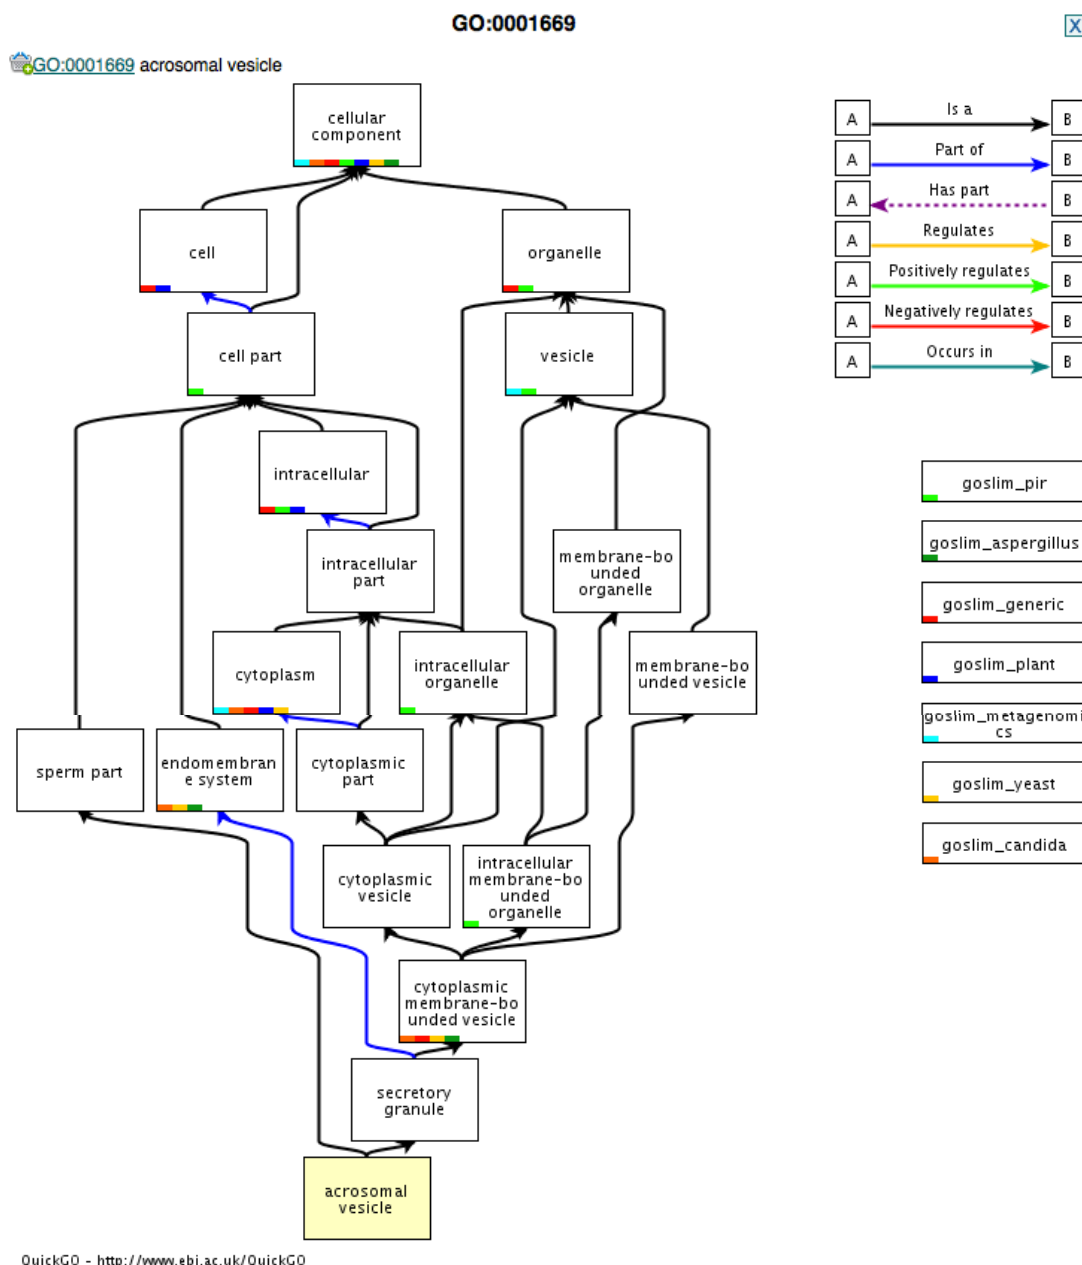 GO:0001669
X
GO:0001669 acrosomal vesicle
cellular
component
A
Is a
B
A
Part of
B
A
Has part
B
A
Regulates
B
A
Positively regulates
B
A
Negatively regulates
B
A
Occurs in
B
cell
organelle
cell part
vesicle
intracellular
intracellular
part
membrane-bo
unded
organelle
cytoplasm
intracellular
organelle
membrane-bo
unded vesicle
sperm part
endomembran
e system
cytoplasmic
part
cytoplasmic
vesicle
intracellular
membrane-bo
unded
organelle
cytoplasmic
membrane-bo
unded vesicle
secretory
granule
acrosomal
vesicle
goslim_pir
goslim_aspergillus
goslim_generic
goslim_plant
goslim_metagenomi
cs
goslim_yeast
goslim_candida
QuickGO - http://www.ebi.ac.uk/QuickGO